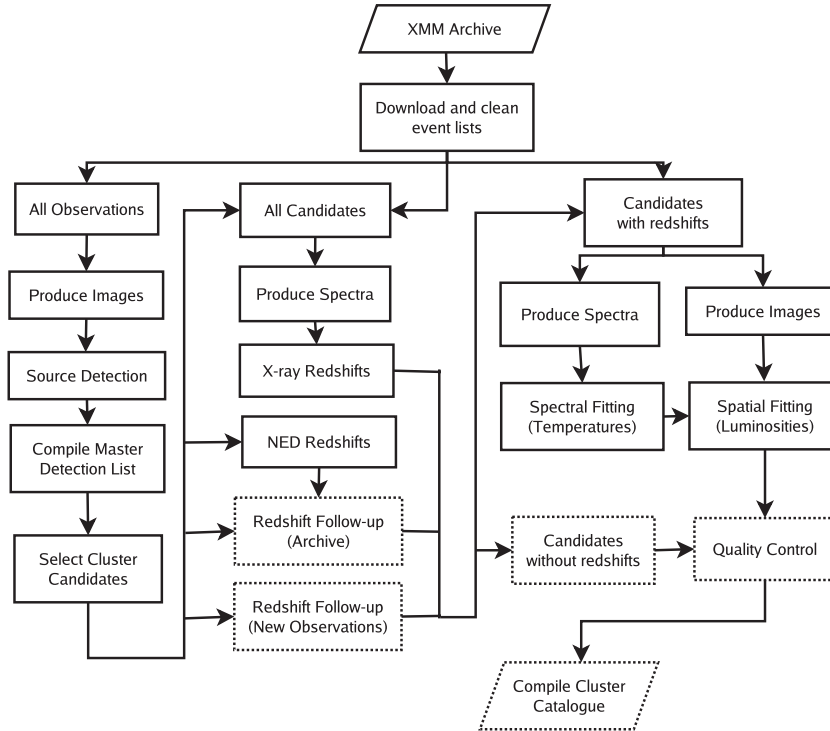 XMM Archive
Download and clean
event lists
All Observations
Produce Images
Source Detection
Compile Master
Detection List
Select Cluster
Candidates
All Candidates
Produce Spectra
X-ray Redshifts
NED Redshifts
Redshift Follow-up
(Archive)
Redshift Follow-up
(New Observations)
Candidates
with redshifts
Produce Spectra
Produce Images
Spectral Fitting
(Temperatures)
Spatial Fitting
(Luminosities)
Candidates
without redshifts
Quality Control
Compile Cluster
Catalogue